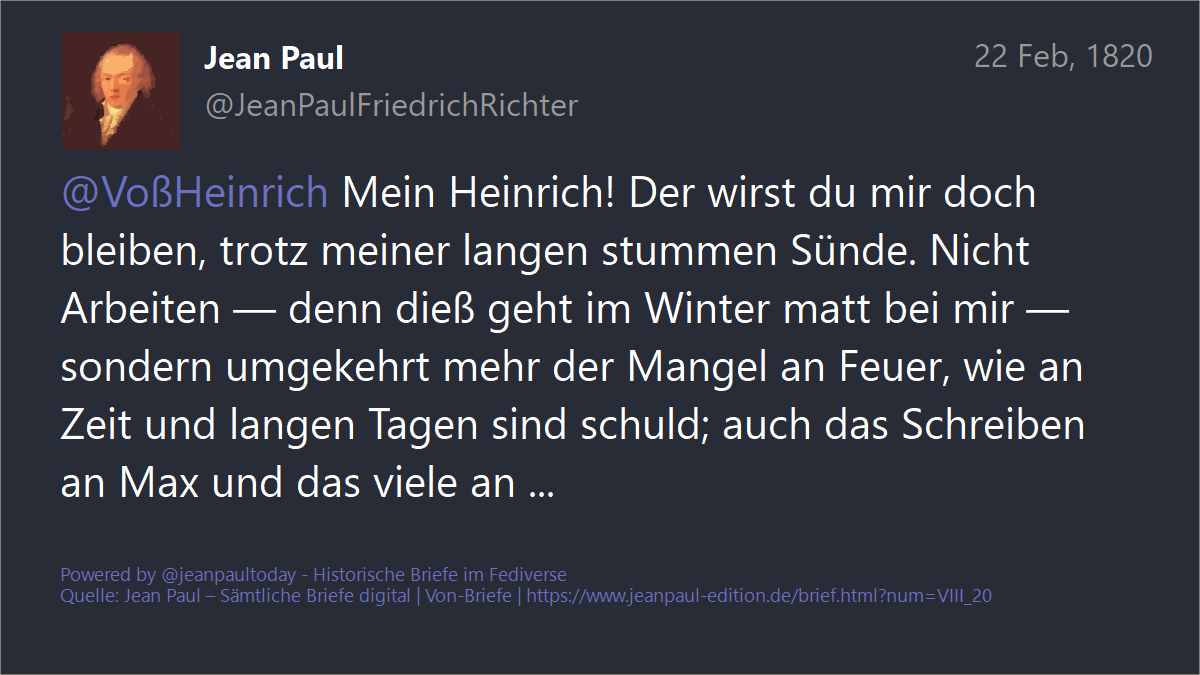 Jean Paul
22 Feb, 1820
@JeanPaulFriedrichRichter
@VoßHeinrich Mein Heinrich! Der wirst du mir doch
bleiben, trotz meiner langen stummen Sünde. Nicht
Arbeiten — denn dieß geht im Winter matt bei mir —
sondern umgekehrt mehr der Mangel an Feuer, wie an
Zeit und langen Tagen sind schuld; auch das Schreiben
an Max und das viele an ...
Powered by @jeanpaultoday - Historische Briefe im Fediverse
Quelle: Jean Paul – Sämtliche Briefe digital | Von-Briefe | https://www.jeanpaul-edition.de/brief.html?num=VIII_20